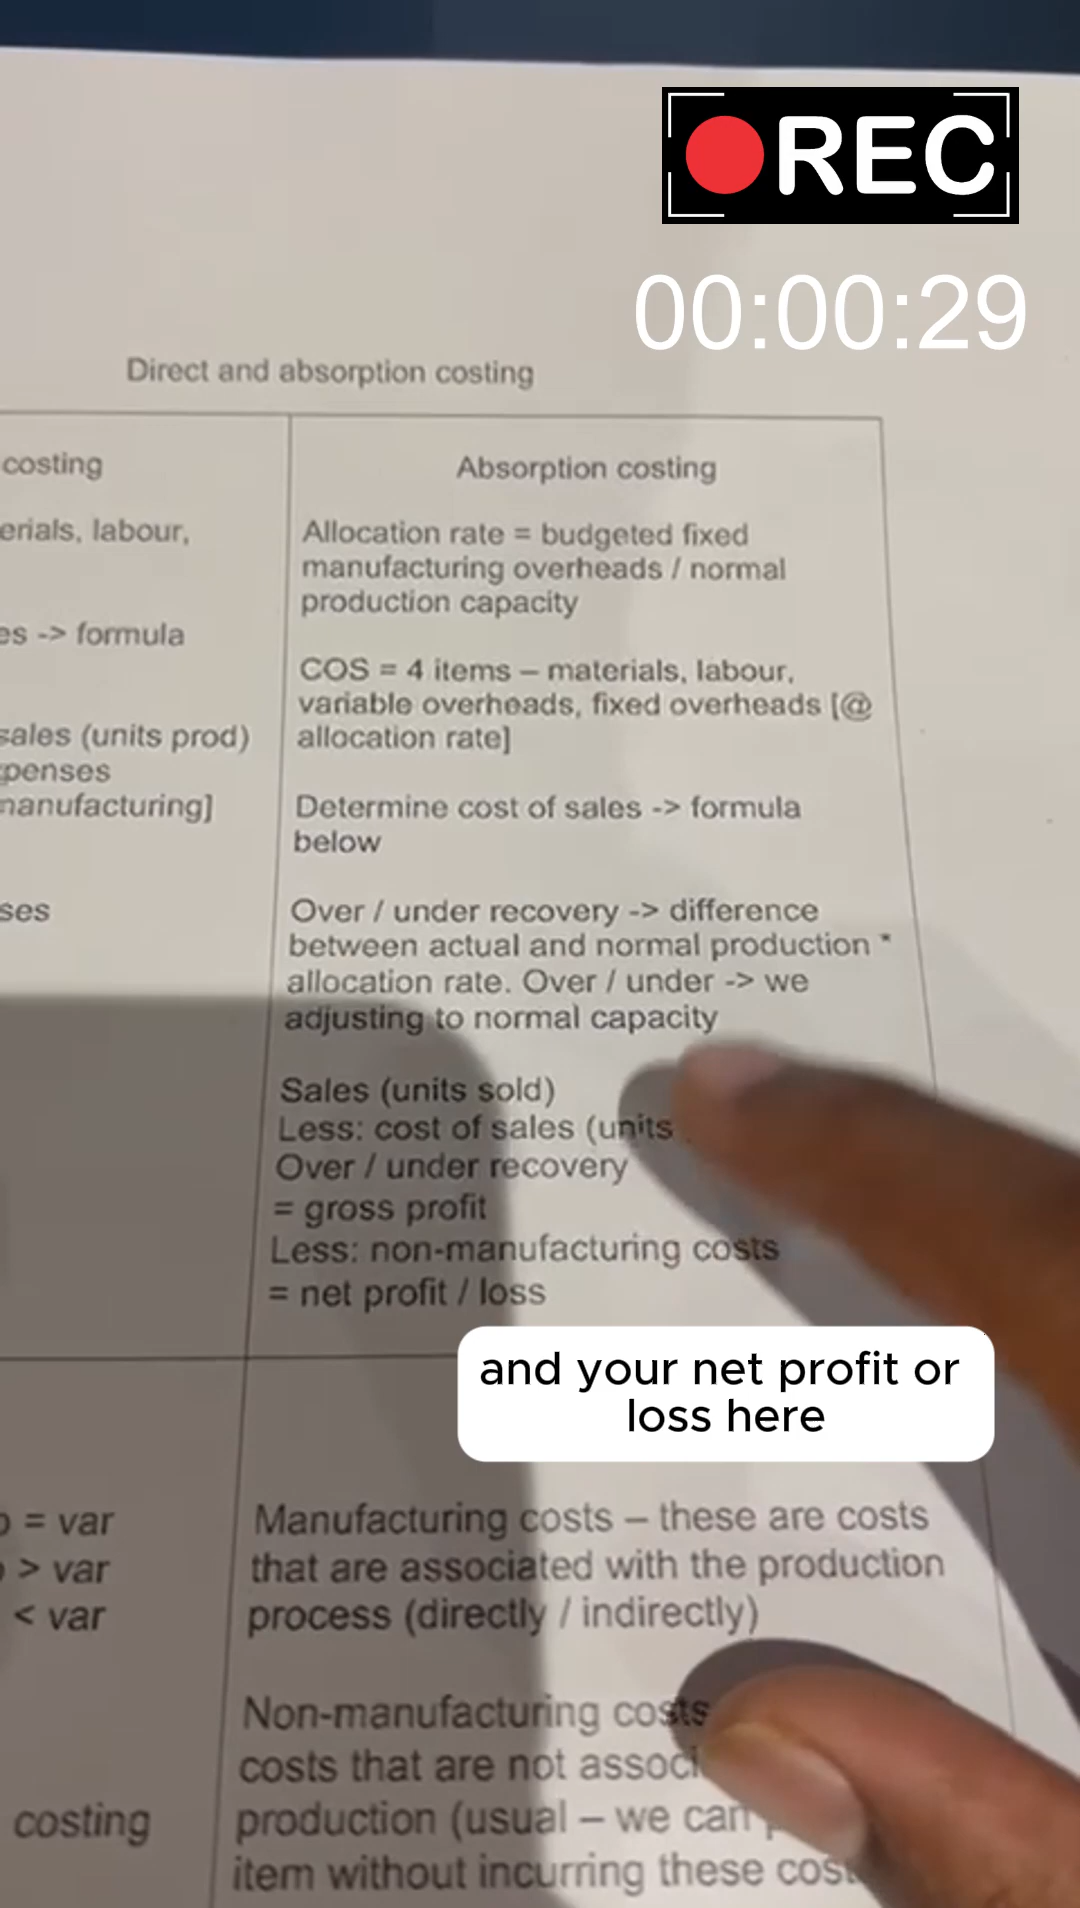 REC
00:00:29
Direct and absorption costing
costing
erials, labour,
es -> formula
sales (units prod)
penses
manufacturing]
ses
Absorption costing
Allocation rate = budgeted fixed
manufacturing overheads / normal
production capacity
COS = 4 items – materials, labour,
variable overheads, fixed overheads [@
allocation rate]
Determine cost of sales -> formula
below
Over / under recovery -> difference
between actual and normal production *
allocation rate. Over / under -> we
adjusting to normal capacity
Sales (units sold)
Less: cost of sales (units
Over / under recovery
= gross profit
Less: non-manufacturing costs
= net profit / loss
and your net profit or
loss here
= var
> var
< var
costing
Manufacturing costs – these are costs
that are associated with the production
process (directly / indirectly)
Non-manufacturing costs
costs that are not associ
production (usual – we can
item without incurring these cos